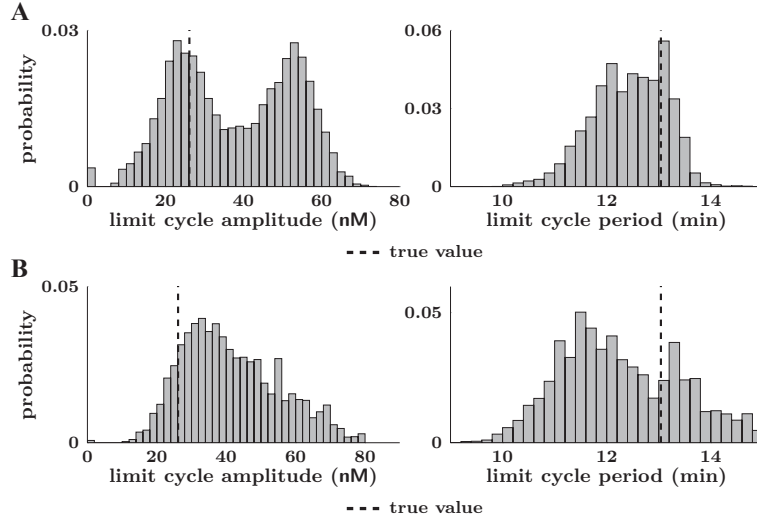 A
probability
0.03
0
0 20 40 60 80
limit cycle amplitude (nM)
0.06
0.03
0
10 12 14
limit cycle period (min)
true value
B
probability
0.05
0
0 20 40 60 80
limit cycle amplitude (nM)
0.05
0
10 12 14
limit cycle period (min)
true value